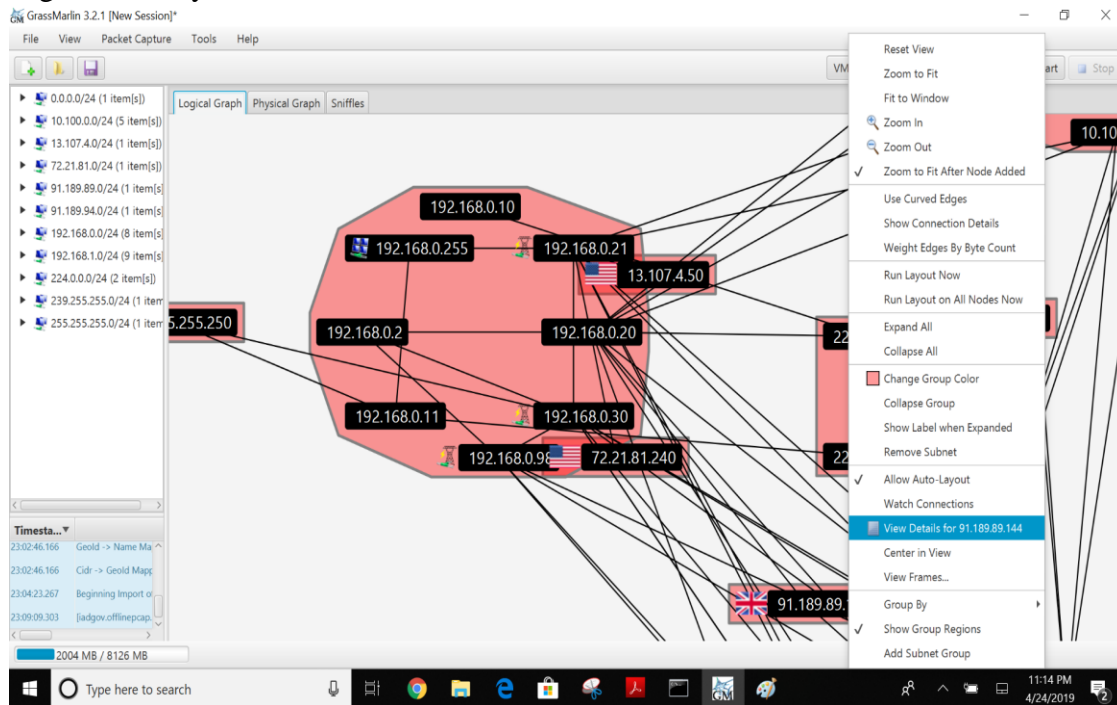 GrassMarlin 3.2.1 [New Session]*
File View Packet Capture Tools Help
VM
art Stop
0.0.0.0/24 (1 item[s])
10.100.0.0/24 (5 item[s])
13.107.4.0/24 (1 item[s])
72.21.81.0/24 (1 item[s])
91.189.89.0/24 (1 item[s]
91.189.94.0/24 (1 item[s]
192.168.0.0/24 (8 item[s]
192.168.1.0/24 (9 item[s]
224.0.0.0/24 (2 item[s])
239.255.255.0/24 (1 item
255.255.255.0/24 (1 item
Logical Graph Physical Graph Sniffles
192.168.0.10
192.168.0.255
192.168.0.21
13.107.4.50
5.255.250
192.168.0.2
192.168.0.20
192.168.0.11
192.168.0.30
192.168.0.98
72.21.81.240
91.189.89.
22
22
10.10
Reset View
Zoom to Fit
Fit to Window
Zoom In
Zoom Out
Zoom to Fit After Node Added
Use Curved Edges
Show Connection Details
Weight Edges By Byte Count
Run Layout Now
Run Layout on All Nodes Now
Expand All
Collapse All
Change Group Color
Collapse Group
Show Label when Expanded
Remove Subnet
Allow Auto-Layout
Watch Connections
View Details for 91.189.89.144
Center in View
View Frames...
Group By
Show Group Regions
Add Subnet Group
Timesta...
23:02:46.166 GeoId -> Name Ma
23:02:46.166 Cidr -> GeoId Mapp
23:04:23.267 Beginning Import o
23:09:09.303 [iadgov.offlinepcap.
2004 MB / 8126 MB
Type here to search
11:14 PM
4/24/2019
2